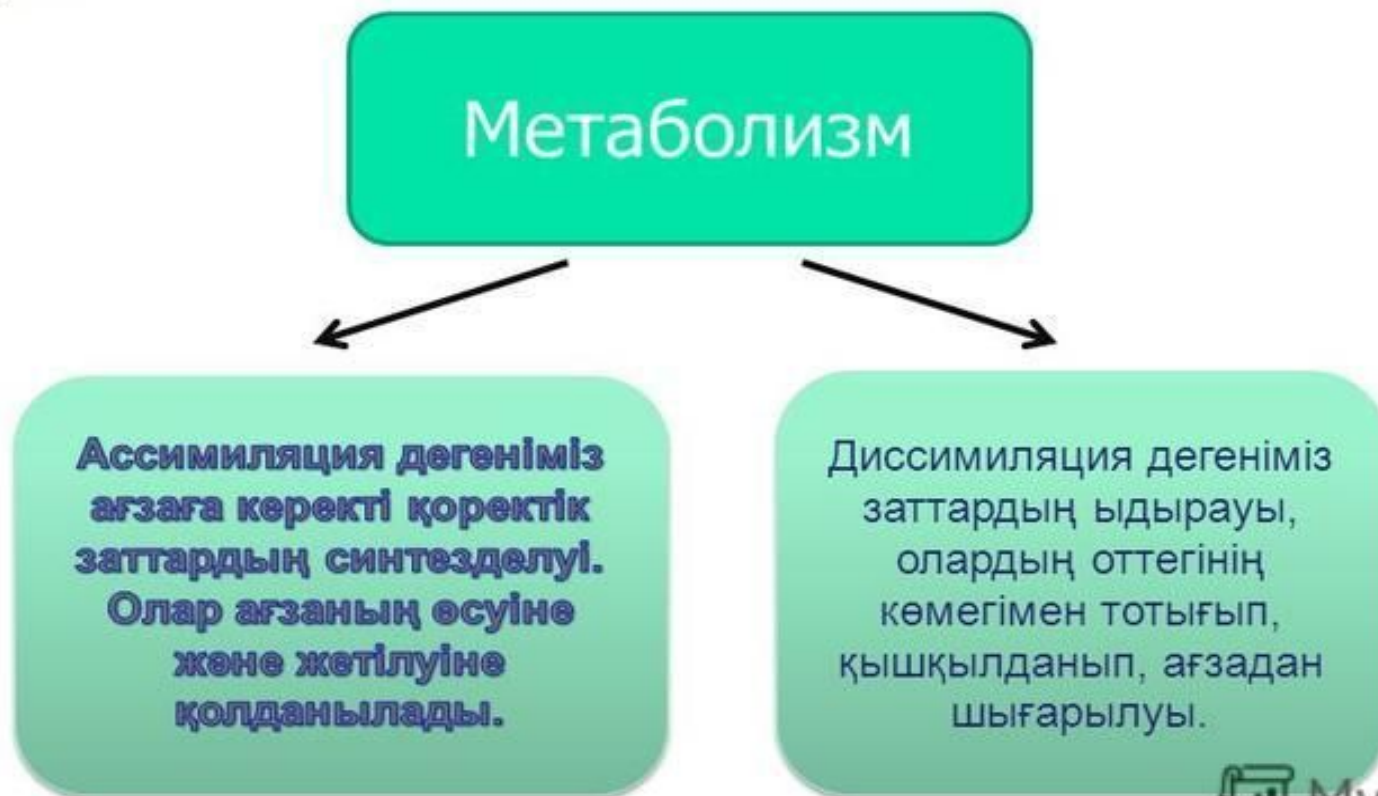 Метаболизм
Ассимиляция дегеніміз
ағзаға керекті қоректік
заттардың синтезделуі.
Олар ағзаның өсуіне
және жетілуіне
қолданылады.
Диссимиляция дегеніміз
заттардың ыдырауы,
олардың оттегінің
көмегімен тотығып,
қышқылданып, ағзадан
шығарылуы.